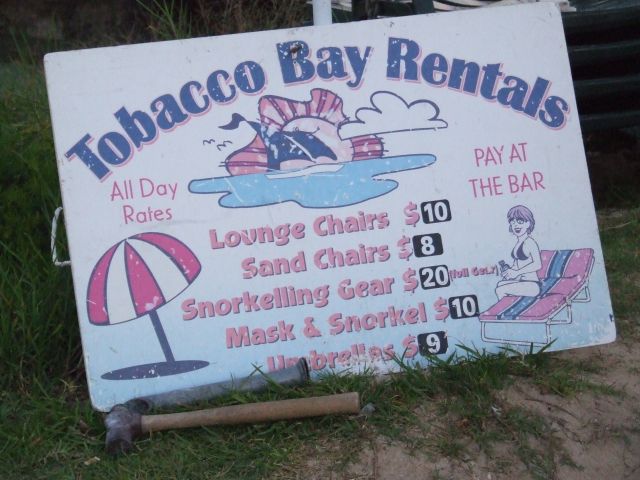 Tobacco Bay Rentals
All Day
Rates
PAY AT
THE BAR
Lounge Chairs $10
Sand Chairs $8
Snorkelling Gear $20
Mask & Snorkel $10
Umbrellas $9